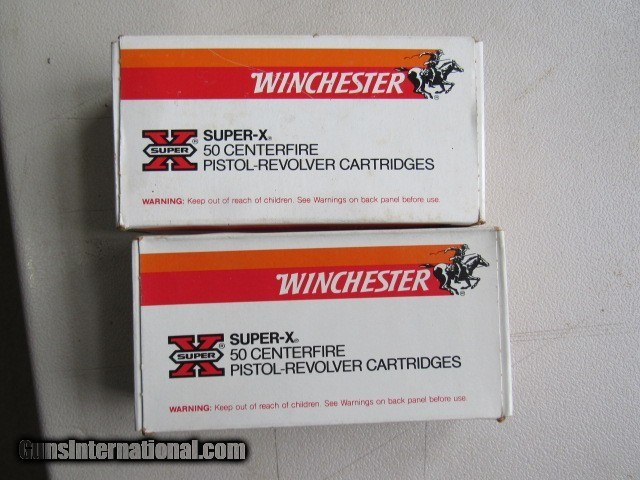 WINCHESTER
®
SUPER
®
SUPER-X®
50 CENTERFIRE
PISTOL-REVOLVER CARTRIDGES
WARNING: Keep out of reach of children. See Warnings on back panel before use.
WINCHESTER
®
SUPER
®
SUPER-X®
50 CENTERFIRE
PISTOL-REVOLVER CARTRIDGES
WARNING: Keep out of reach of children. See Warnings on back panel before use.
GunsInternational.com